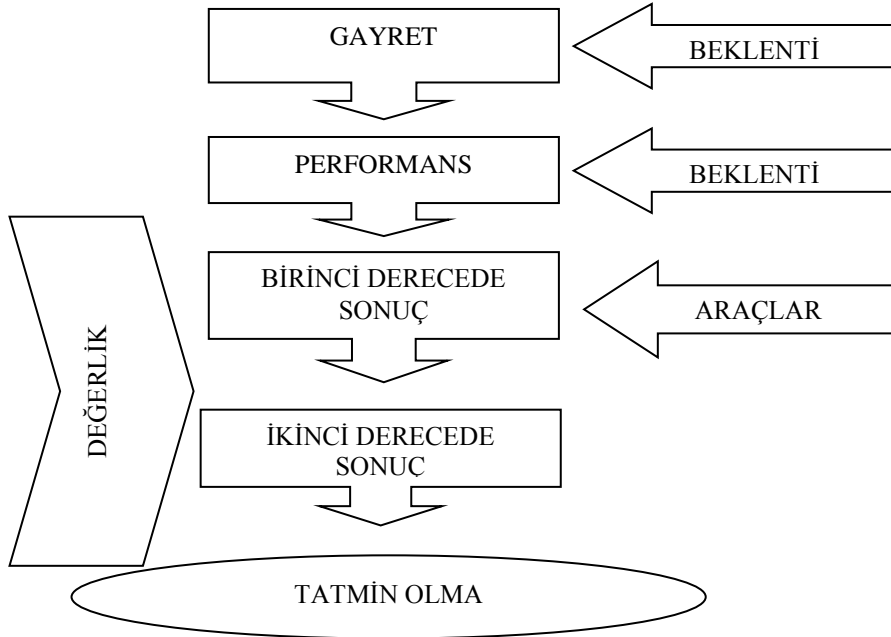 GAYRET
BEKLENTİ
PERFORMANS
BEKLENTİ
BİRİNCİ DERECEDE
SONUÇ
ARAÇLAR
DEĞERLİK
İKİNCİ DERECEDE
SONUÇ
TATMİN OLMA